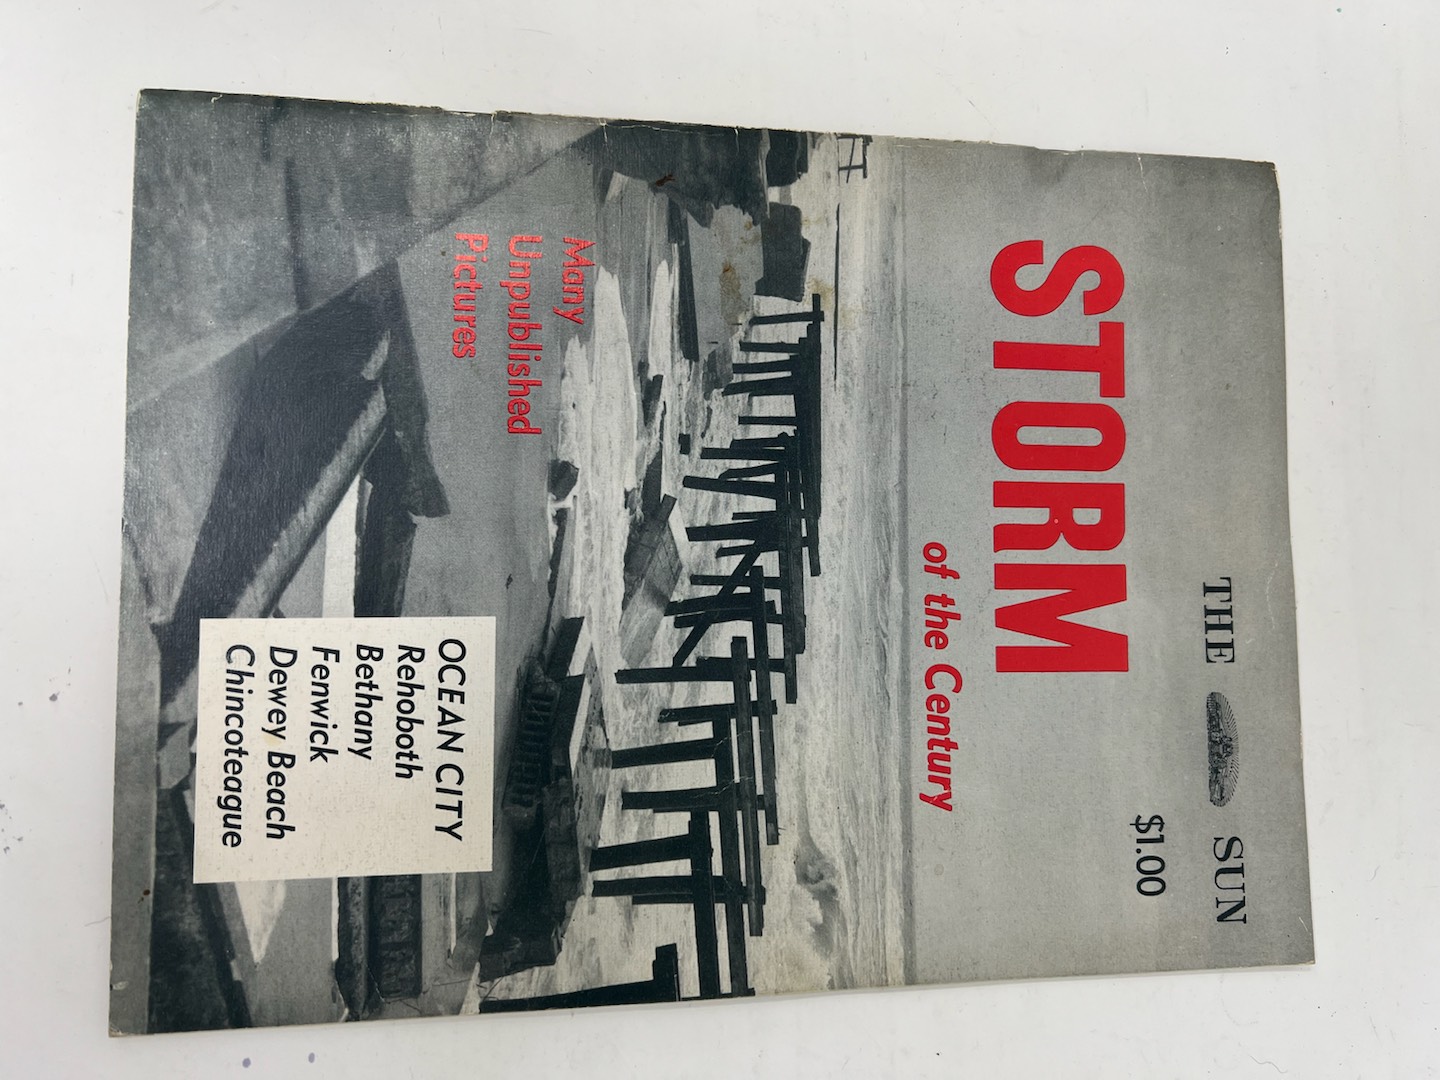 THE SUN
$1.00
STORM
of the Century
Many
Unpublished
Pictures
OCEAN CITY
Rehoboth
Bethany
Fenwick
Dewey Beach
Chincoteague